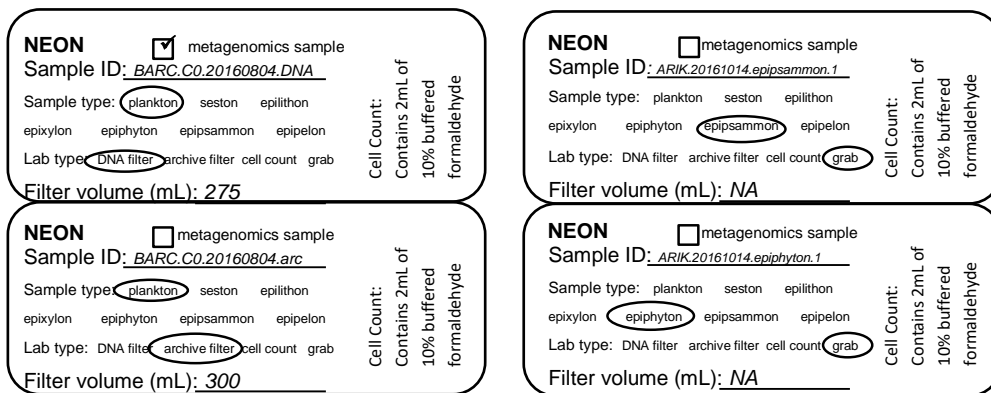 NEON metagenomics sample
Sample ID: BARC.C0.20160804.DNA
Sample type: plankton seston epilithon
epixylon epiphyton epipsammon epipelon
Lab type: DNA filter archive filter cell count grab
Filter volume (mL): 275
Cell Count:
Contains 2mL of
10% buffered
formaldehyde
NEON metagenomics sample
Sample ID: ARIK.20161014.epipsammon.1
Sample type: plankton seston epilithon
epixylon epiphyton epipsammon epipelon
Lab type: DNA filter archive filter cell count grab
Filter volume (mL): NA
Cell Count:
Contains 2mL of
10% buffered
formaldehyde
NEON metagenomics sample
Sample ID: BARC.C0.20160804.arc
Sample type: plankton seston epilithon
epixylon epiphyton epipsammon epipelon
Lab type: DNA filter archive filter cell count grab
Filter volume (mL): 300
Cell Count:
Contains 2mL of
10% buffered
formaldehyde
NEON metagenomics sample
Sample ID: ARIK.20161014.epiphyton.1
Sample type: plankton seston epilithon
epixylon epiphyton epipsammon epipelon
Lab type: DNA filter archive filter cell count grab
Filter volume (mL): NA
Cell Count:
Contains 2mL of
10% buffered
formaldehyde